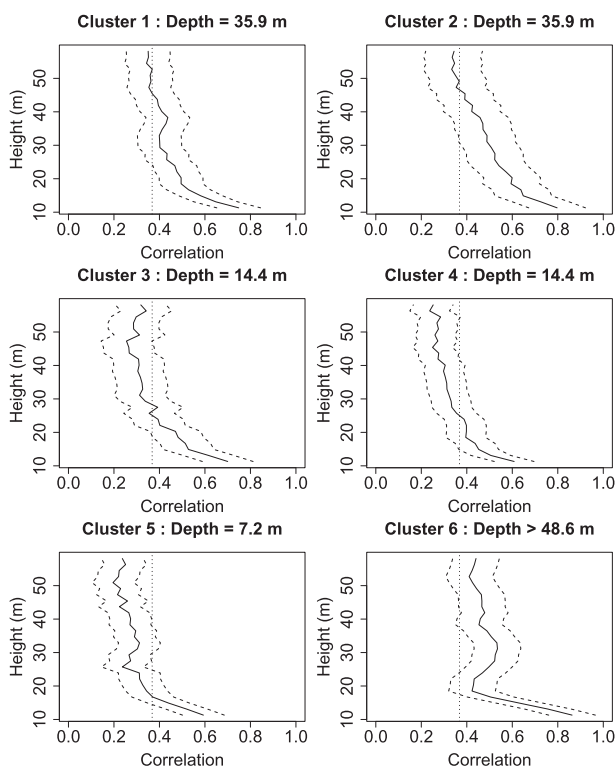 Cluster 1 : Depth = 35.9 m
Cluster 2 : Depth = 35.9 m
Height (m)
10 20 30 40 50
0.0 0.2 0.4 0.6 0.8 1.0
Correlation
Height (m)
10 20 30 40 50
0.0 0.2 0.4 0.6 0.8 1.0
Correlation
Cluster 3 : Depth = 14.4 m
Cluster 4 : Depth = 14.4 m
Height (m)
10 20 30 40 50
0.0 0.2 0.4 0.6 0.8 1.0
Correlation
Height (m)
10 20 30 40 50
0.0 0.2 0.4 0.6 0.8 1.0
Correlation
Cluster 5 : Depth = 7.2 m
Cluster 6 : Depth > 48.6 m
Height (m)
10 20 30 40 50
0.0 0.2 0.4 0.6 0.8 1.0
Correlation
Height (m)
10 20 30 40 50
0.0 0.2 0.4 0.6 0.8 1.0
Correlation